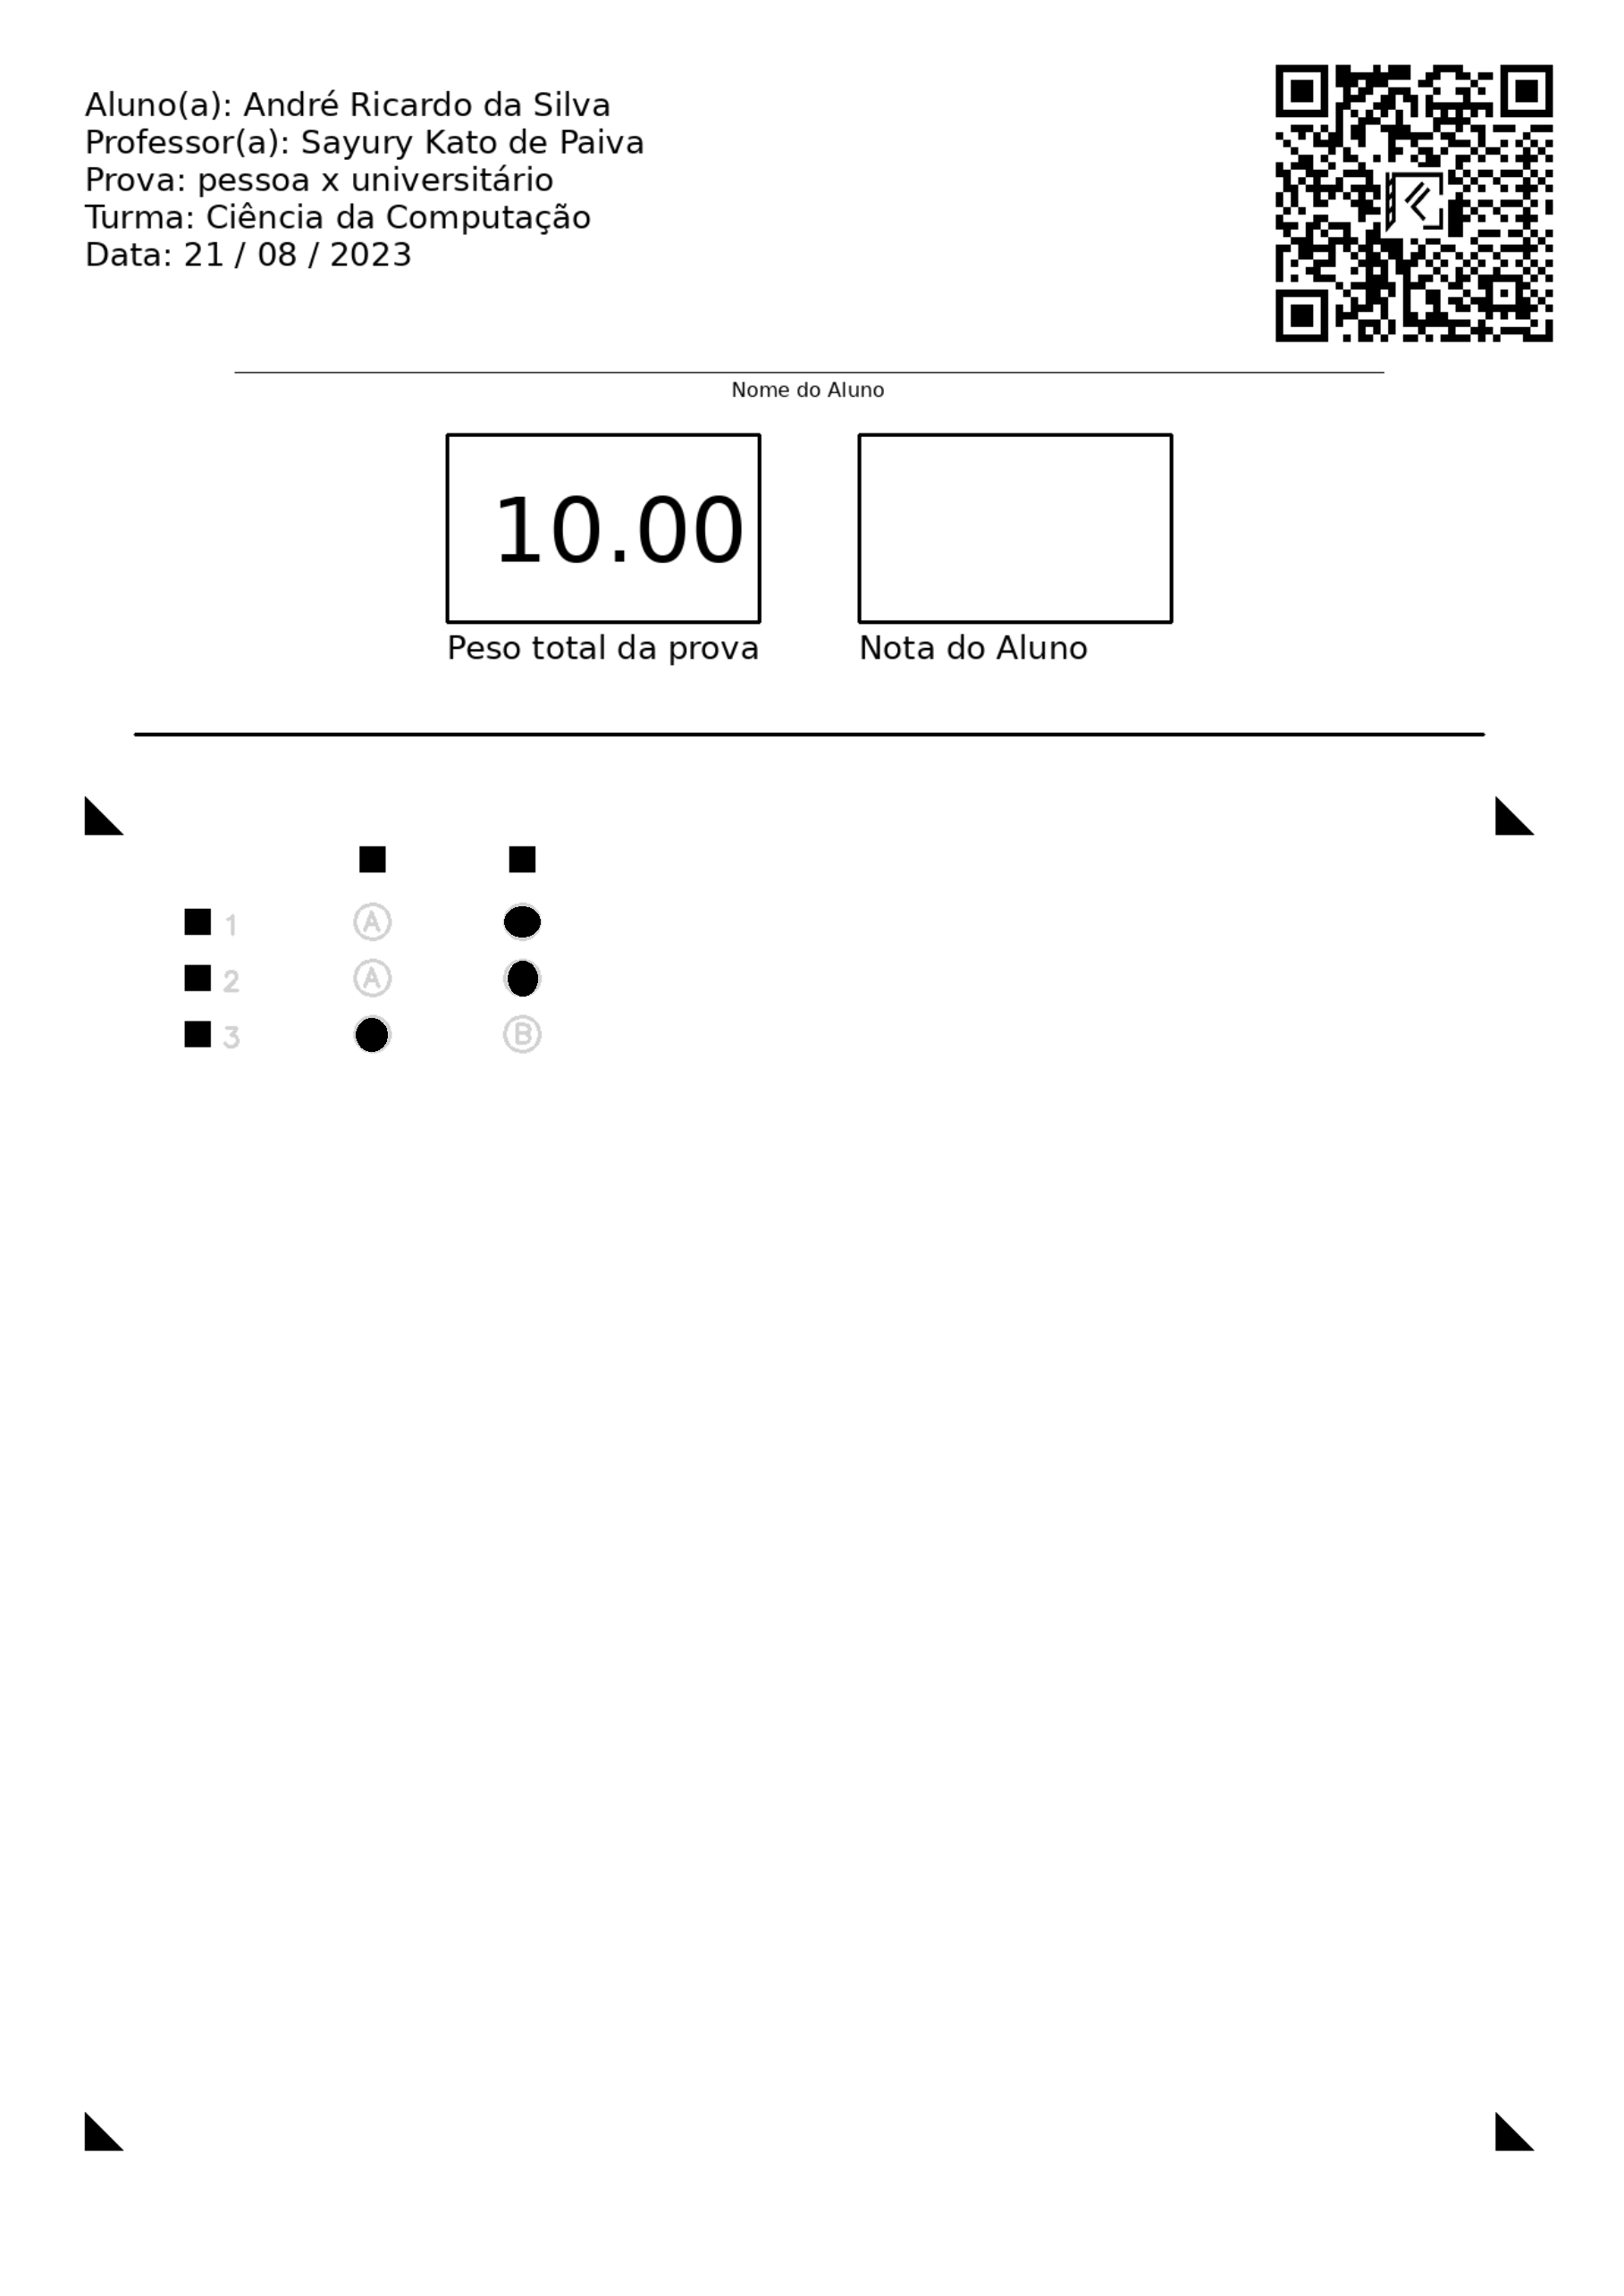 Aluno(a): André Ricardo da Silva
Professor(a): Sayury Kato de Paiva
Prova: pessoa x universitário
Turma: Ciência da Computação
Data: 21 / 08 / 2023
Nome do Aluno
10.00
Peso total da prova Nota do Aluno
1 A
2 A
3 B